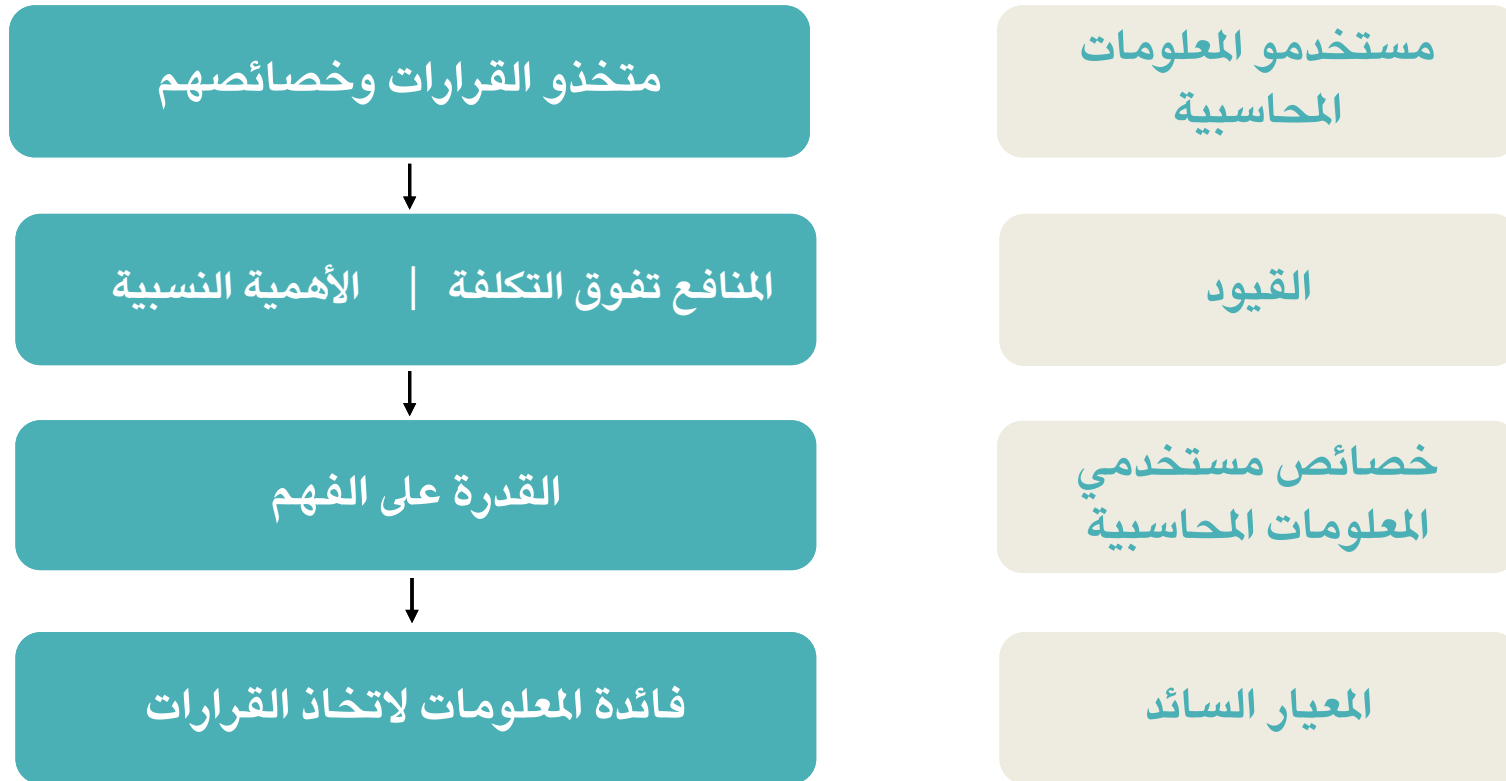 مستخدمو المعلومات
المحاسبية
متخذو القرارات وخصائصهم
القيود
المنافع تفوق التكلفة | الأهمية النسبية
خصائص مستخدمي
المعلومات المحاسبية
القدرة على الفهم
المعيار السائد
فائدة المعلومات لاتخاذ القرارات